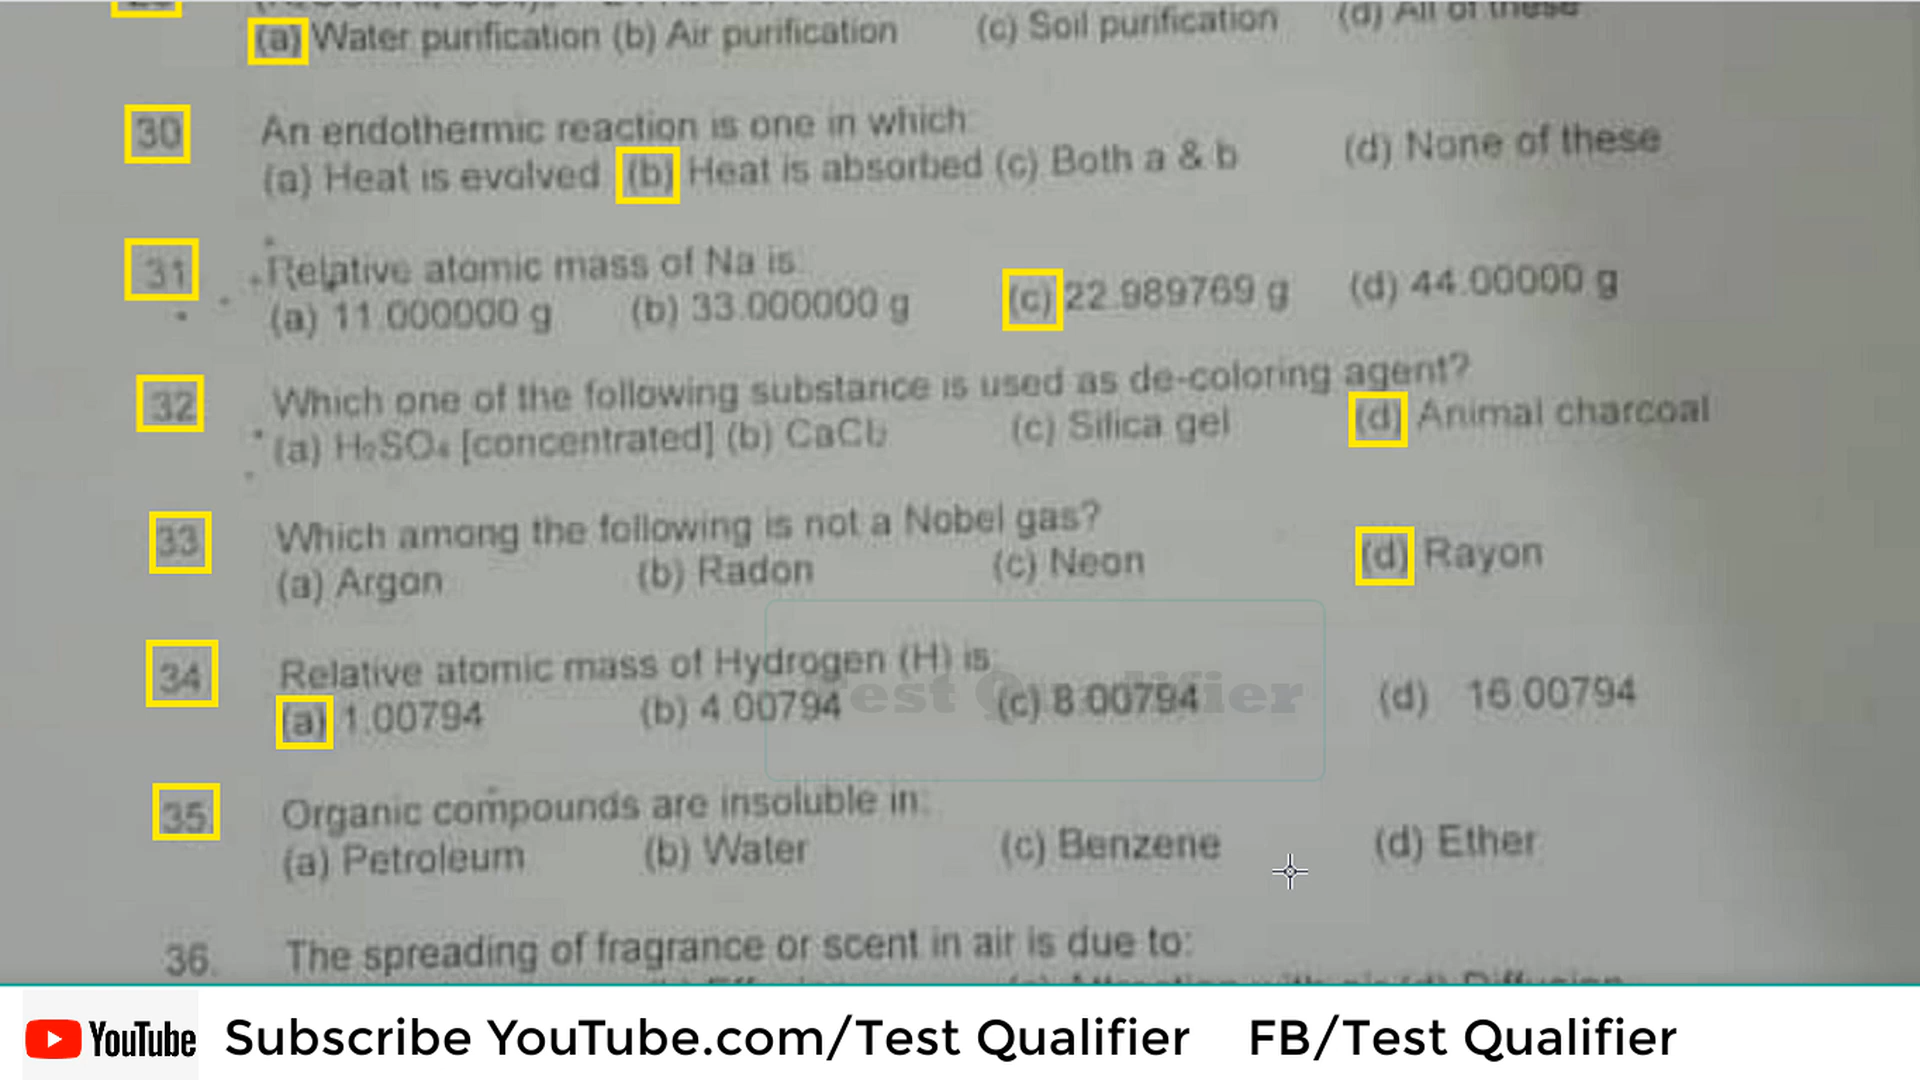 (a) Water purification (b) Air purification (c) Soil purification (d) All of these
30 An endothermic reaction is one in which:
(a) Heat is evolved (b) Heat is absorbed (c) Both a & b (d) None of these
31 Relative atomic mass of Na is:
(a) 11.000000 g (b) 33.000000 g (c) 22.989769 g (d) 44.00000 g
32 Which one of the following substance is used as de-coloring agent?
(a) H₂SO₄ [concentrated] (b) CaCl₂ (c) Silica gel (d) Animal charcoal
33 Which among the following is not a Nobel gas?
(a) Argon (b) Radon (c) Neon (d) Rayon
34 Relative atomic mass of Hydrogen (H) is:
(a) 1.00794 (b) 4.00794 (c) 8.00794 (d) 16.00794
Test Qualifier
35 Organic compounds are insoluble in:
(a) Petroleum (b) Water (c) Benzene (d) Ether
36. The spreading of fragrance or scent in air is due to:
(d) Diffusion
YouTube Subscribe YouTube.com/Test Qualifier FB/Test Qualifier